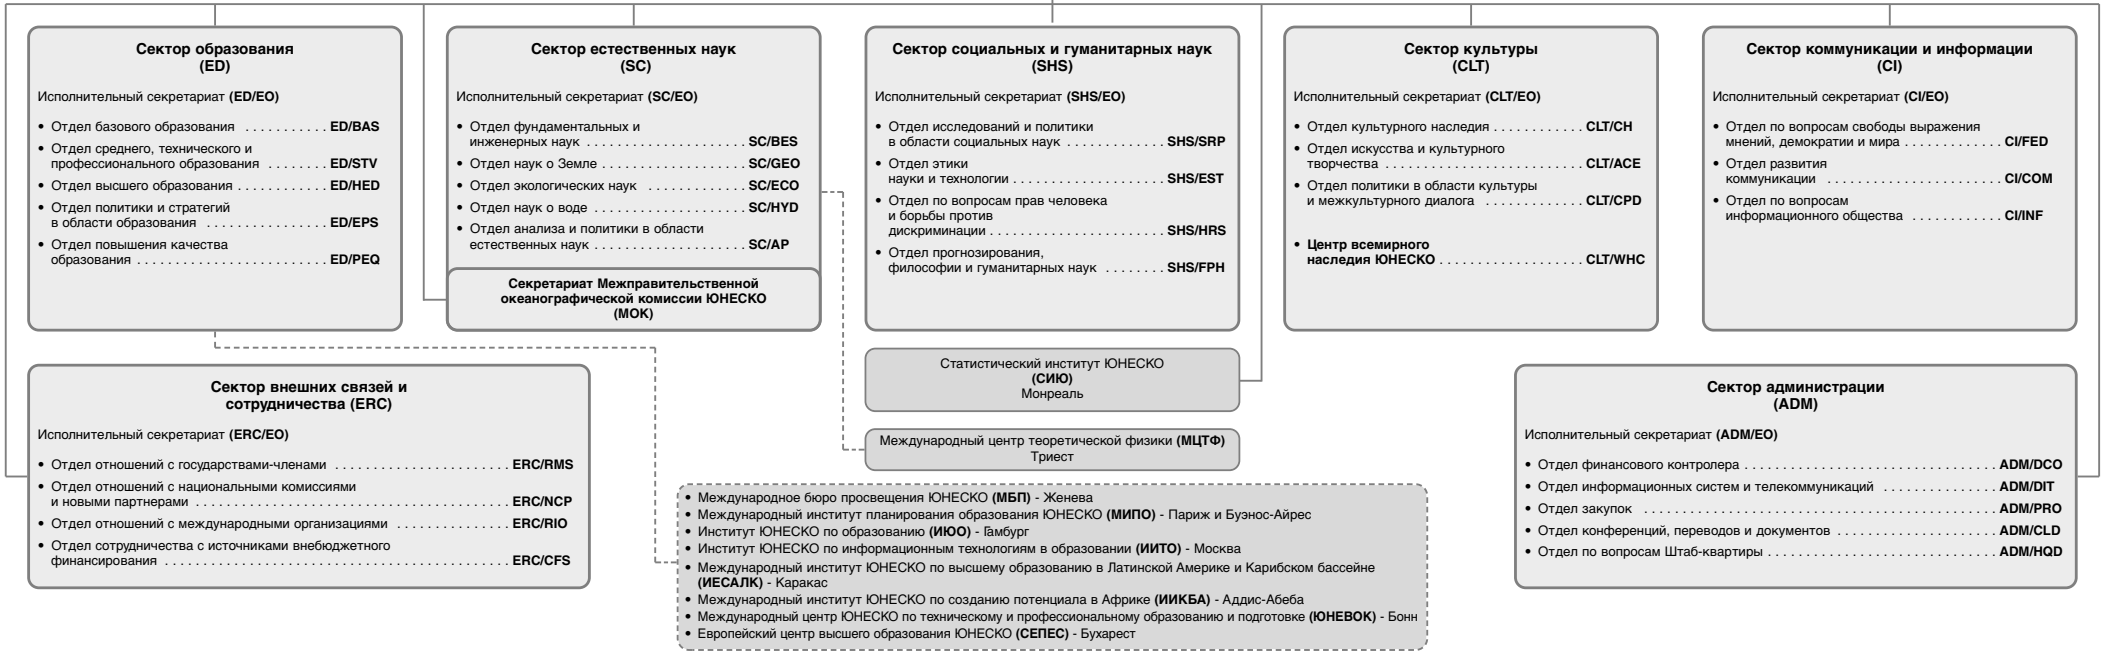 Сектор образования
(ED)
Исполнительный секретариат (ED/EO)
• Отдел базового образования . . . . . . . . . . . ED/BAS
• Отдел среднего, технического и
профессионального образования . . . . . . . . ED/STV
• Отдел высшего образования . . . . . . . . . . . . ED/HED
• Отдел политики и стратегий
в области образования . . . . . . . . . . . . . . . ED/EPS
• Отдел повышения качества
образования . . . . . . . . . . . . . . . . . . . . . . . . ED/PEQ
Сектор естественных наук
(SC)
Исполнительный секретариат (SC/EO)
• Отдел фундаментальных и
инженерных наук . . . . . . . . . . . . . . . . . . . . SC/BES
• Отдел наук о Земле . . . . . . . . . . . . . . . . . . . SC/GEO
• Отдел экологических наук . . . . . . . . . . . . . SC/ECO
• Отдел наук о воде . . . . . . . . . . . . . . . . . . . . SC/HYD
• Отдел анализа и политики в области
естественных наук . . . . . . . . . . . . . . . . . . . . SC/AP
Секретариат Межправительственной
океанографической комиссии ЮНЕСКО
(МОК)
Сектор социальных и гуманитарных наук
(SHS)
Исполнительный секретариат (SHS/EO)
• Отдел исследований и политики
в области социальных наук . . . . . . . . . . . . . SHS/SRP
• Отдел этики
науки и технологии . . . . . . . . . . . . . . . . . . . . SHS/EST
• Отдел по вопросам прав человека
и борьбы против
дискриминации . . . . . . . . . . . . . . . . . . . . . . . SHS/HRS
• Отдел прогнозирования,
философии и гуманитарных наук . . . . . . . . SHS/FPH
Сектор культуры
(CLT)
Исполнительный секретариат (CLT/EO)
• Отдел культурного наследия . . . . . . . . . . . . CLT/CH
• Отдел искусства и культурного
творчества . . . . . . . . . . . . . . . . . . . . . . . . . CLT/ACE
• Отдел политики в области культуры
и межкультурного диалога . . . . . . . . . . . . . CLT/CPD
• Центр всемирного
наследия ЮНЕСКО . . . . . . . . . . . . . . . . . . . CLT/WHC
Сектор коммуникации и информации
(CI)
Исполнительный секретариат (CI/EO)
• Отдел по вопросам свободы выражения
мнений, демократии и мира . . . . . . . . . . . . . CI/FED
• Отдел развития
коммуникации . . . . . . . . . . . . . . . . . . . . . . . CI/COM
• Отдел по вопросам
информационного общества . . . . . . . . . . . . CI/INF
Статистический институт ЮНЕСКО
(СИЮ)
Монреаль
Международный центр теоретической физики (МЦТФ)
Триест
Сектор внешних связей и
сотрудничества (ERC)
Исполнительный секретариат (ERC/EO)
• Отдел отношений с государствами-членами . . . . . . . . . . . . . . . . . . . . . . . ERC/RMS
• Отдел отношений с национальными комиссиями
и новыми партнерами . . . . . . . . . . . . . . . . . . . . . . . . . . . . . . . . . . . . . . . . . ERC/NCP
• Отдел отношений с международными организациями . . . . . . . . . . . . . . . ERC/RIO
• Отдел сотрудничества с источниками внебюджетного
финансирования . . . . . . . . . . . . . . . . . . . . . . . . . . . . . . . . . . . . . . . . . . . . . ERC/CFS
• Международное бюро просвещения ЮНЕСКО (МБП) - Женева
• Международный институт планирования образования ЮНЕСКО (МИПО) - Париж и Буэнос-Айрес
• Институт ЮНЕСКО по образованию (ИЮО) - Гамбург
• Институт ЮНЕСКО по информационным технологиям в образовании (ИИТО) - Москва
• Международный институт ЮНЕСКО по высшему образованию в Латинской Америке и Карибском бассейне
(ИЕСАЛК) - Каракас
• Международный институт ЮНЕСКО по созданию потенциала в Африке (ИИКБА) - Аддис-Абеба
• Международный центр ЮНЕСКО по техническому и профессиональному образованию и подготовке (ЮНЕВОК) - Бонн
• Европейский центр высшего образования ЮНЕСКО (СЕПЕС) - Бухарест
Сектор администрации
(ADM)
Исполнительный секретариат (ADM/EO)
• Отдел финансового контролера . . . . . . . . . . . . . . . . . . . . . . . . . . . . . . . . . ADM/DCO
• Отдел информационных систем и телекоммуникаций . . . . . . . . . . . . . . . ADM/DIT
• Отдел закупок . . . . . . . . . . . . . . . . . . . . . . . . . . . . . . . . . . . . . . . . . . . . . . . ADM/PRO
• Отдел конференций, переводов и документов . . . . . . . . . . . . . . . . . . . . . ADM/CLD
• Отдел по вопросам Штаб-квартиры . . . . . . . . . . . . . . . . . . . . . . . . . . . . . . ADM/HQD